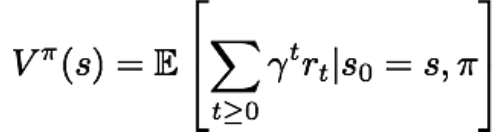 V^π(s) = 𝔼 [ ∑_{t≥0} γ^t r_t | s_0 = s, π ]